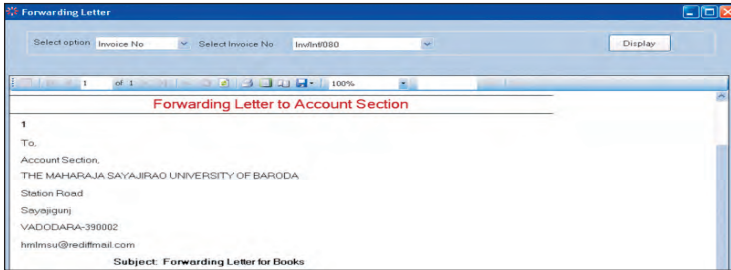 Forwarding Letter
Select option Invoice No Select Invoice No Inv/Inf/080 Display
1 of 1 100%
Forwarding Letter to Account Section
1
To,
Account Section,
THE MAHARAJA SAYAJIRAO UNIVERSITY OF BARODA
Station Road
Sayajigunj
VADODARA-390002
hmlmsu@rediffmail.com
Subject: Forwarding Letter for Books